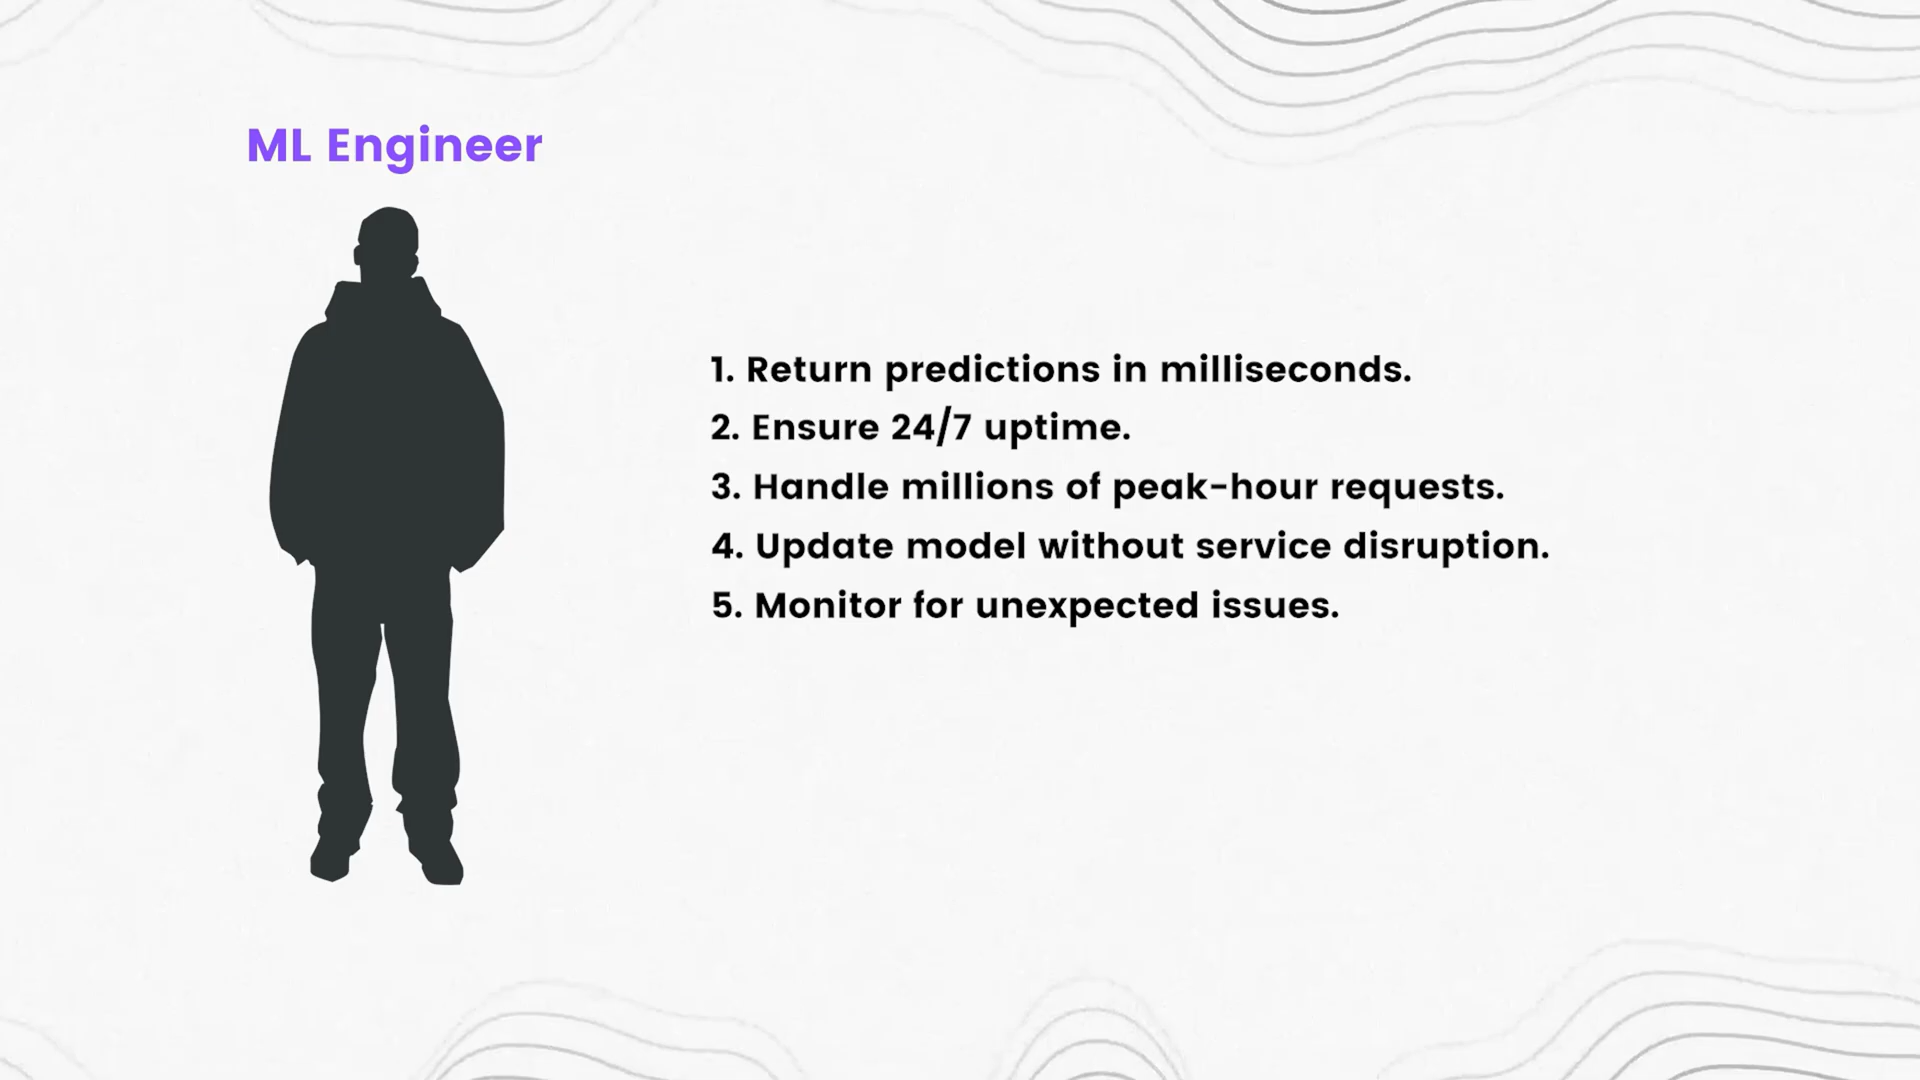 ML Engineer
1. Return predictions in milliseconds.
2. Ensure 24/7 uptime.
3. Handle millions of peak-hour requests.
4. Update model without service disruption.
5. Monitor for unexpected issues.